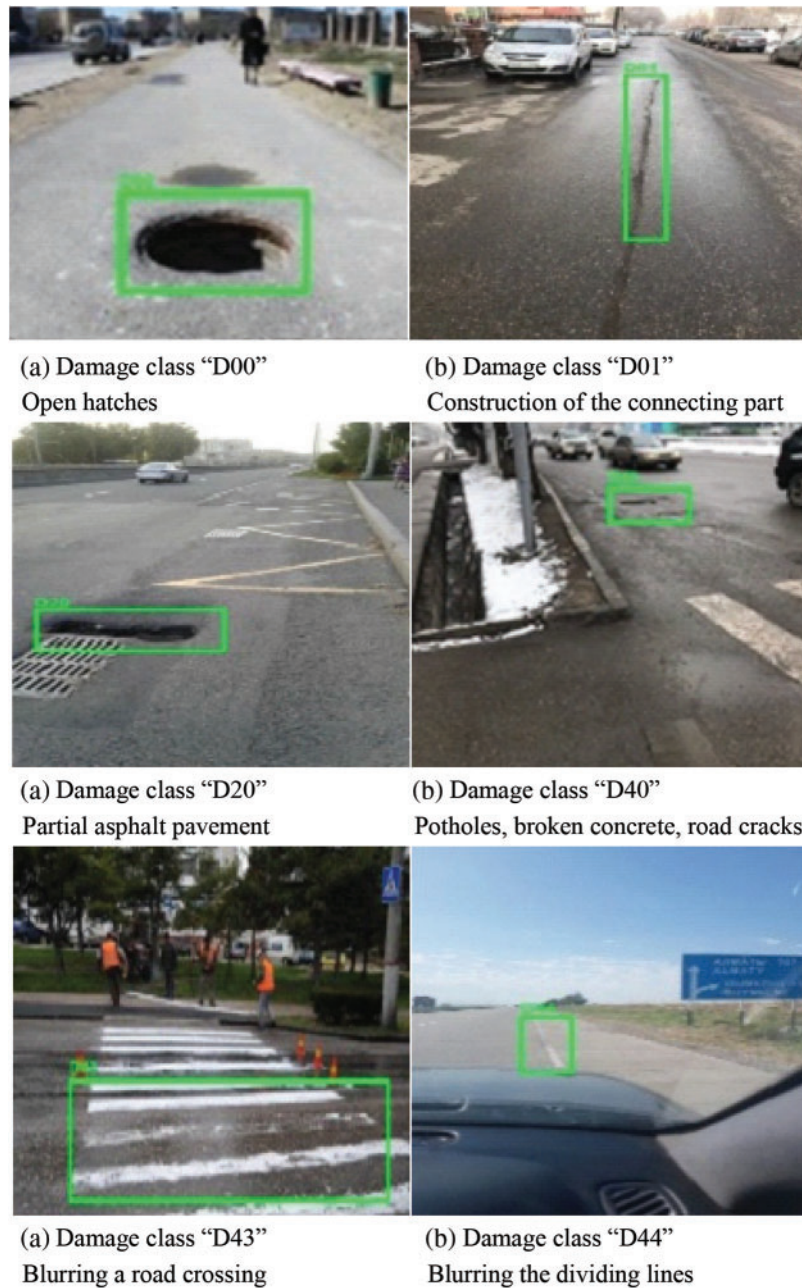 (a) Damage class “D00”
Open hatches
(b) Damage class “D01”
Construction of the connecting part
(a) Damage class “D20”
Partial asphalt pavement
(b) Damage class “D40”
Potholes, broken concrete, road cracks
АЛМАТЫ
ALMATY
(a) Damage class “D43”
Blurring a road crossing
(b) Damage class “D44”
Blurring the dividing lines